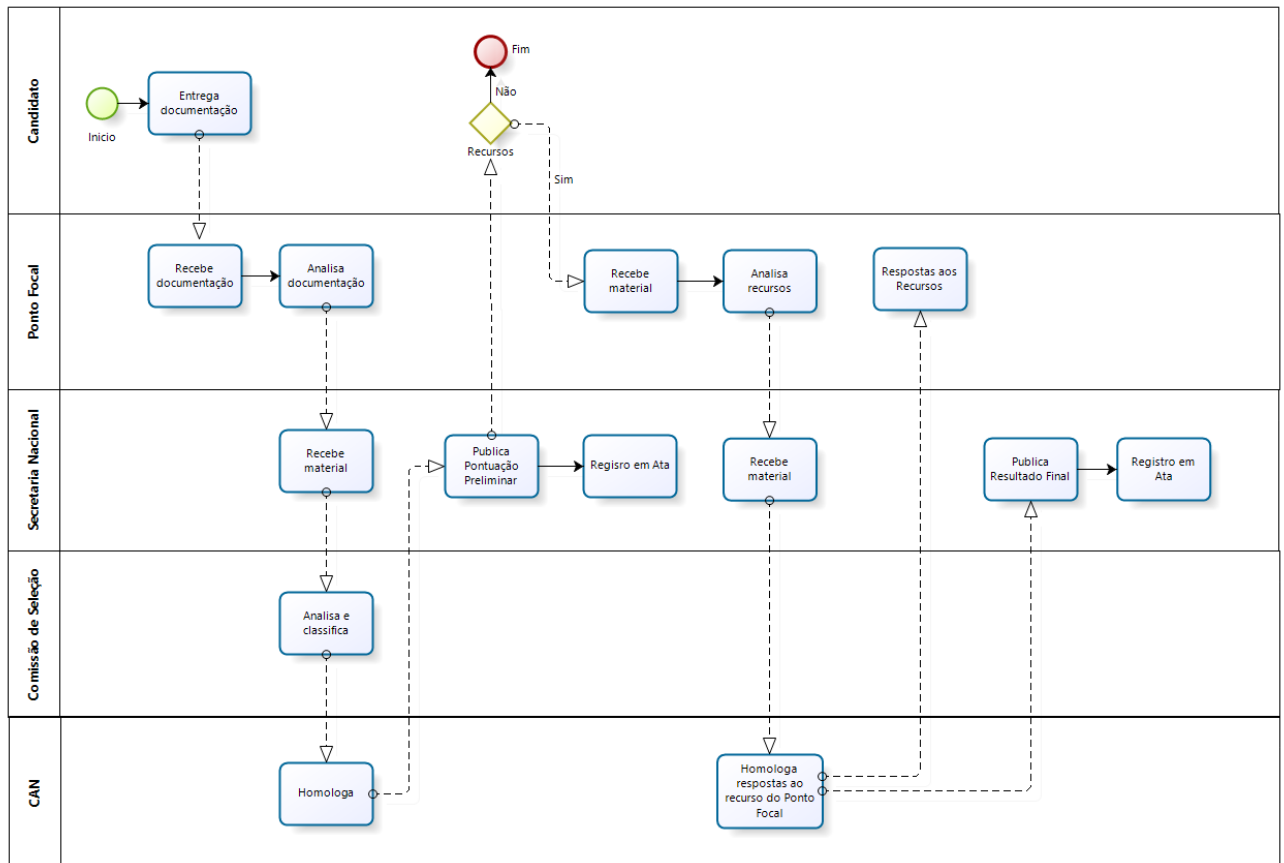 Candidato
Inicio
Entrega
documentação
Fim
Não
Recursos
Sim
Ponto Focal
Recebe
documentação
Analisa
documentação
Recebe
material
Analisa
recursos
Respostas aos
Recursos
Secretaria Nacional
Recebe
material
Publica
Pontuação
Preliminar
Regisro em Ata
Recebe
material
Publica
Resultado Final
Registro em
Ata
Comissão de Seleção
Analisa e
classifica
CAN
Homologa
Homologa
respostas ao
recurso do Ponto
Focal